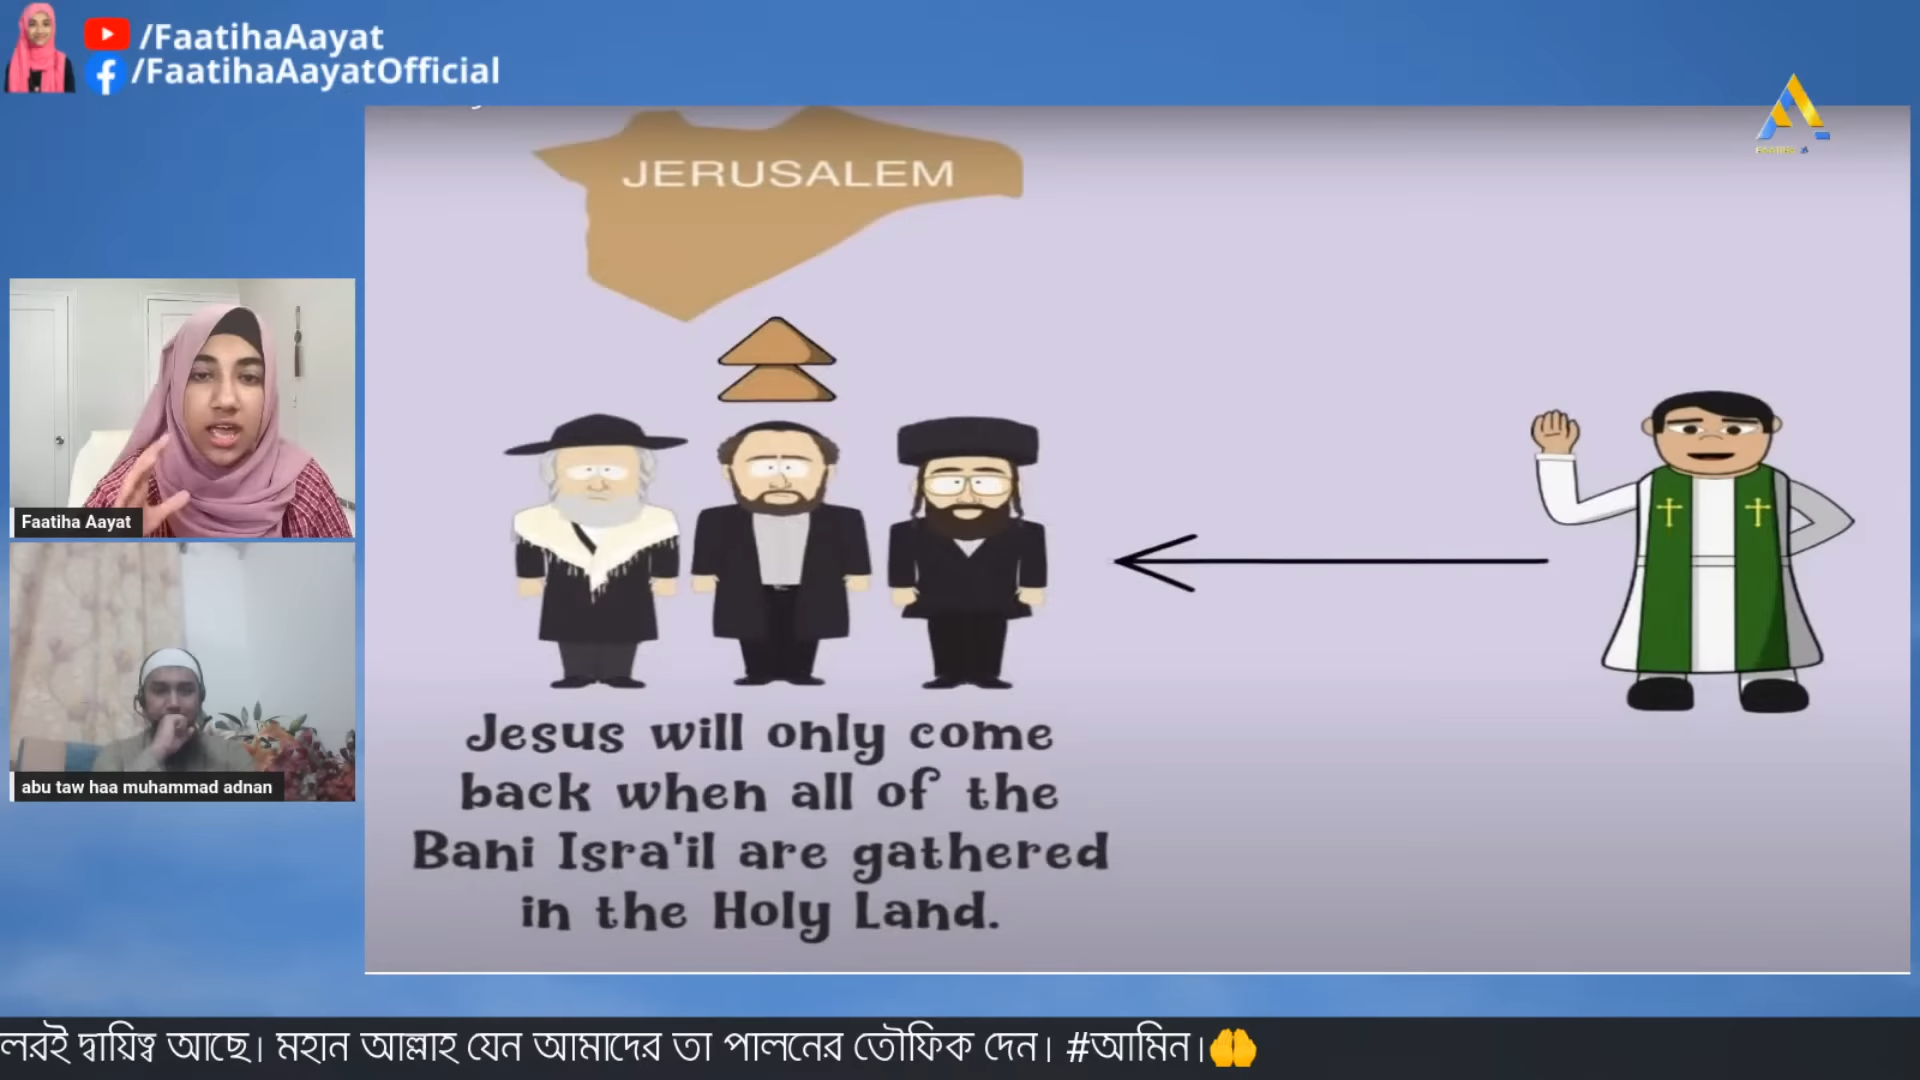 /FaatihaAayat
/FaatihaAayatOfficial
JERUSALEM
Faatiha Aayat
abu taw haa muhammad adnan
Jesus will only come
back when all of the
Bani Isra'il are gathered
in the Holy Land.
লরই দ্বায়িত্ব আছে। মহান আল্লাহ যেন আমাদের তা পালনের তৌফিক দেন। #আমিন।🤲